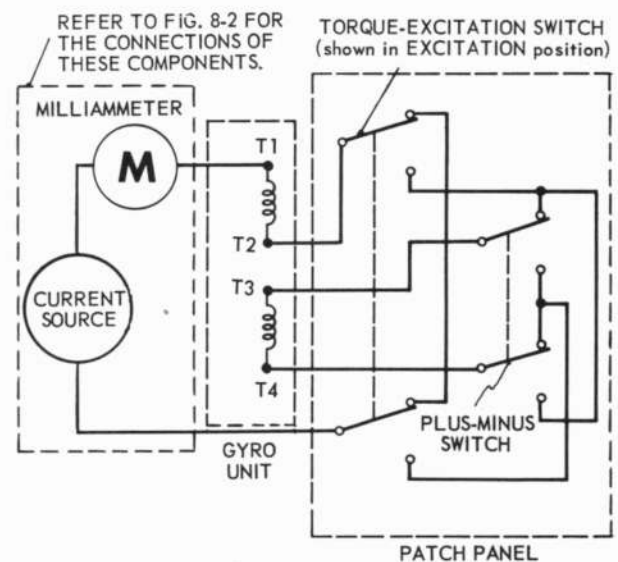 REFER TO FIG. 8-2 FOR
THE CONNECTIONS OF
THESE COMPONENTS.
TORQUE-EXCITATION SWITCH
(shown in EXCITATION position)
MILLIAMMETER
M
T1
T2
T3
T4
CURRENT
SOURCE
GYRO
UNIT
PLUS-MINUS
SWITCH
PATCH PANEL